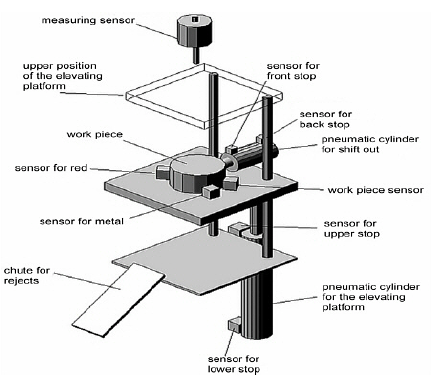 measuring sensor
upper position
of the elevating
platform
sensor for
front stop
sensor for
back stop
pneumatic cylinder
for shift out
work piece
sensor for red
work piece sensor
sensor for metal
sensor for
upper stop
chute for
rejects
pneumatic cylinder
for the elevating
platform
sensor for
lower stop